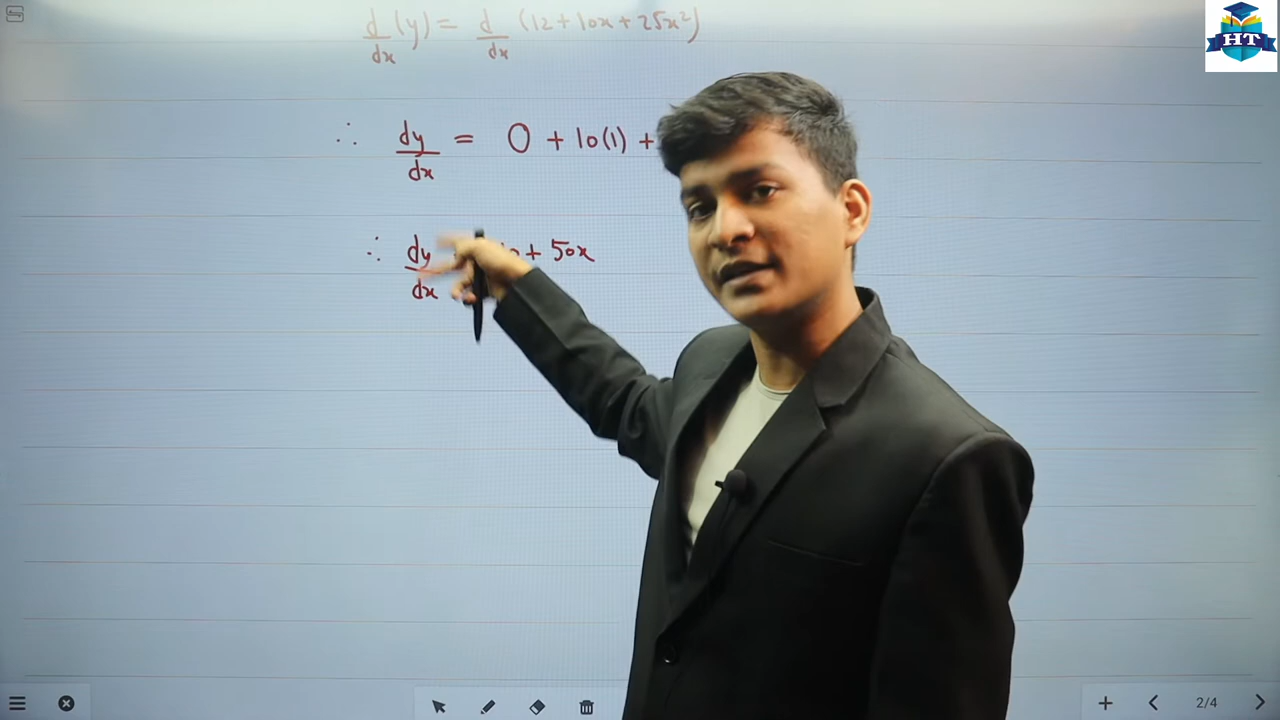 d/dx (y) = d/dx (12 + 10x + 25x²)
∴ dy/dx = 0 + 10(1) +
∴ dy/dx + 50x
HT
2/4